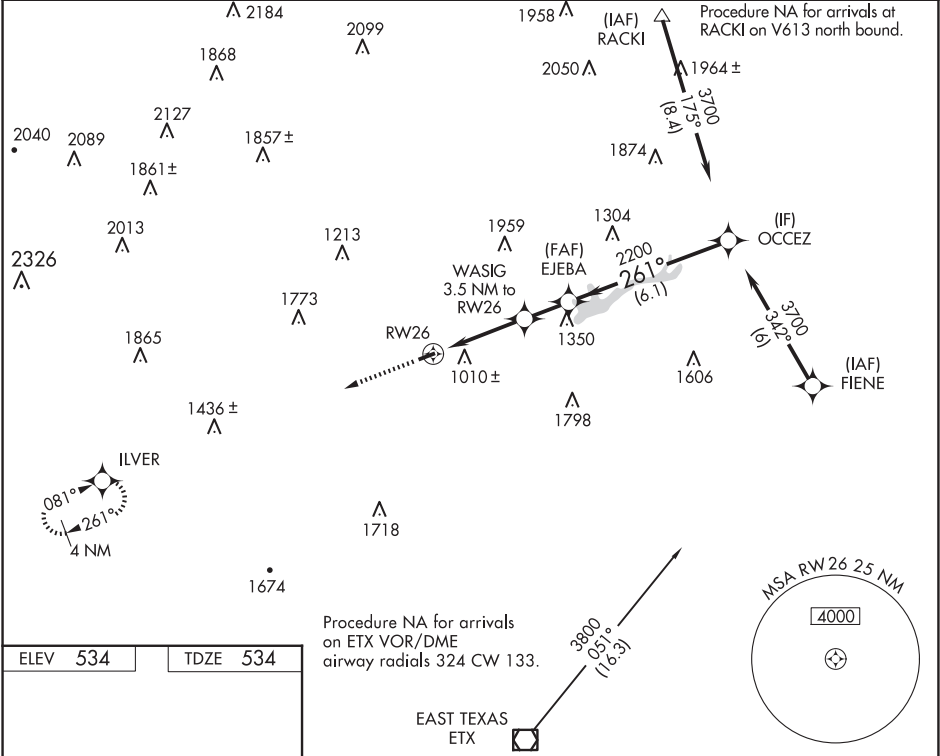 2184
2099
1958
(IAF)
RACKI
Procedure NA for arrivals at
RACKI on V613 north bound.
1868
2050
1964 ±
3700
175°
(8.4)
2127
2040
2089
1857 ±
1874
1861 ±
2013
1213
1959
1304
(IF)
OCCEZ
2326
(FAF)
EJEBA
2200
261°
(6.1)
WASIG
3.5 NM to
RW26
1773
3700
342°
(6)
RW26
1350
1865
1010 ±
1606
(IAF)
FIENE
1436 ±
1798
ILVER
081°
261°
4 NM
1718
1674
MSA RW 26 25 NM
4000
Procedure NA for arrivals
on ETX VOR/DME
airway radials 324 CW 133.
3800
051°
(16.3)
ELEV 534
TDZE 534
EAST TEXAS
ETX